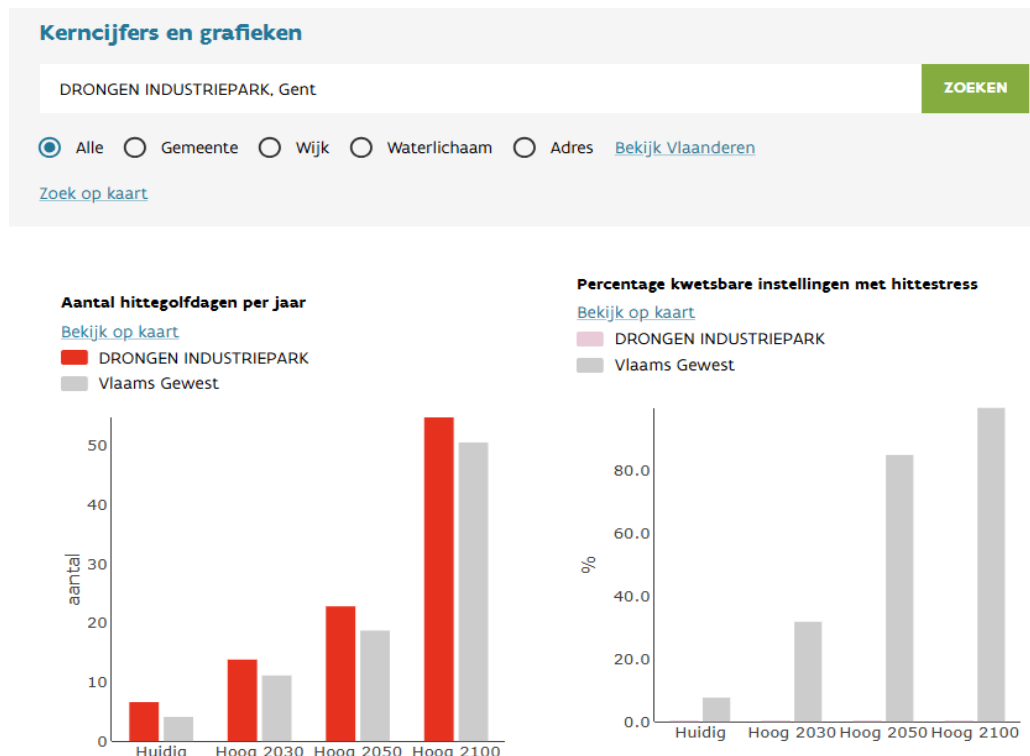 Kerncijfers en grafieken
DRONGEN INDUSTRIEPARK, Gent
ZOEKEN
Alle Gemeente Wijk Waterlichaam Adres Bekijk Vlaanderen
Zoek op kaart
Aantal hittegolfdagen per jaar
Bekijk op kaart
DRONGEN INDUSTRIEPARK
Vlaams Gewest
50
40
30
20
10
0
aantal
Huidig Hoog 2030 Hoog 2050 Hoog 2100
Percentage kwetsbare instellingen met hittestress
Bekijk op kaart
DRONGEN INDUSTRIEPARK
Vlaams Gewest
80.0
60.0
40.0
20.0
0.0
%
Huidig Hoog 2030 Hoog 2050 Hoog 2100